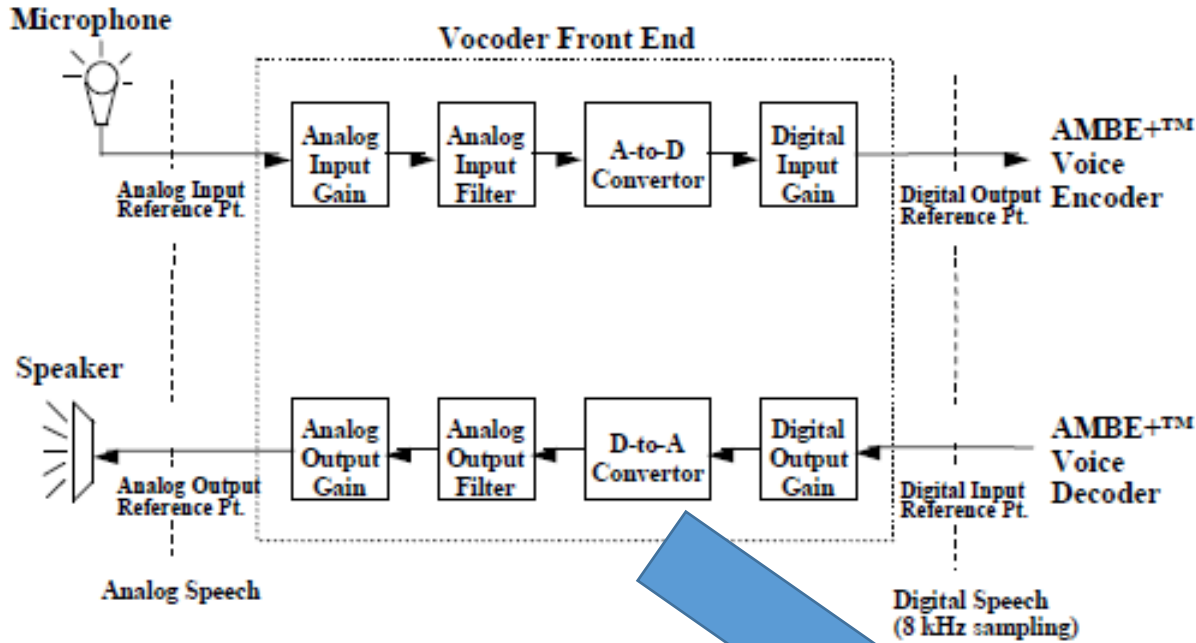 Microphone
Vocoder Front End
Analog
Input
Gain
Analog
Input
Filter
A-to-D
Convertor
Digital
Input
Gain
AMBE+™
Voice
Encoder
Analog Input
Reference Pt.
Digital Output
Reference Pt.
Speaker
Analog
Output
Gain
Analog
Output
Filter
D-to-A
Convertor
Digital
Output
Gain
AMBE+™
Voice
Decoder
Analog Output
Reference Pt.
Digital Input
Reference Pt.
Analog Speech
Digital Speech
(8 kHz sampling)